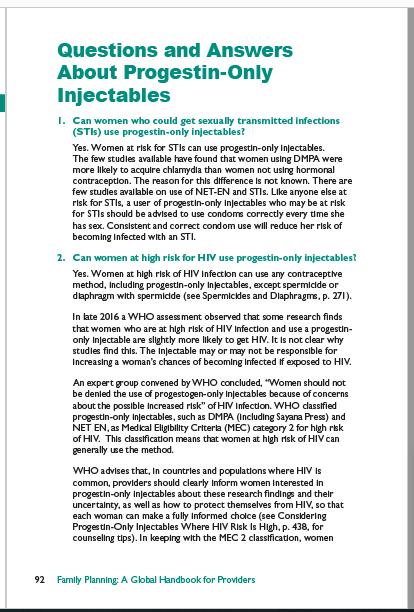 Questions and Answers
About Progestin-Only
Injectables
1. Can women who could get sexually transmitted infections
(STIs) use progestin-only injectables?
Yes. Women at risk for STIs can use progestin-only injectables.
The few studies available have found that women using DMPA were
more likely to acquire chlamydia than women not using hormonal
contraception. The reason for this difference is not known. There are
few studies available on use of NET-EN and STIs. Like anyone else at
risk for STIs, a user of progestin-only injectables who may be at risk
for STIs should be advised to use condoms correctly every time she
has sex. Consistent and correct condom use will reduce her risk of
becoming infected with an STI.
2. Can women at high risk for HIV use progestin-only injectables?
Yes. Women at high risk of HIV infection can use any contraceptive
method, including progestin-only injectables, except spermicide or
diaphragm with spermicide (see Spermicides and Diaphragms, p. 271).
In late 2016 a WHO assessment observed that some research finds
that women who are at high risk of HIV infection and use a progestin-
only injectable are slightly more likely to get HIV. It is not clear why
studies find this. The injectable may or may not be responsible for
increasing a woman's chances of becoming infected if exposed to HIV.
An expert group convened by WHO concluded, "Women should not
be denied the use of progestogen-only injectables because of concerns
about the possible increased risk" of HIV infection. WHO classified
progestin-only injectables, such as DMPA (including Sayana Press) and
NET EN, as Medical Eligibility Criteria (MEC) category 2 for high risk
of HIV. This classification means that women at high risk of HIV can
generally use the method.
WHO advises that, in countries and populations where HIV is
common, providers should clearly inform women interested in
progestin-only injectables about these research findings and their
uncertainty, as well as how to protect themselves from HIV, so that
each woman can make a fully informed choice (see Considering
Progestin-Only Injectables Where HIV Risk Is High, p. 438, for
counseling tips). In keeping with the MEC 2 classification, women
92 Family Planning: A Global Handbook for Providers